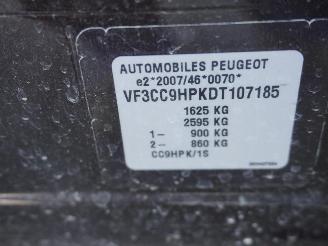 AUTOMOBILES PEUGEOT
e2*2007/46*0070*
VF3CC9HPKDT107185
1625 KG
2595 KG
1- 900 KG
2- 860 KG
CC9HPK/1S